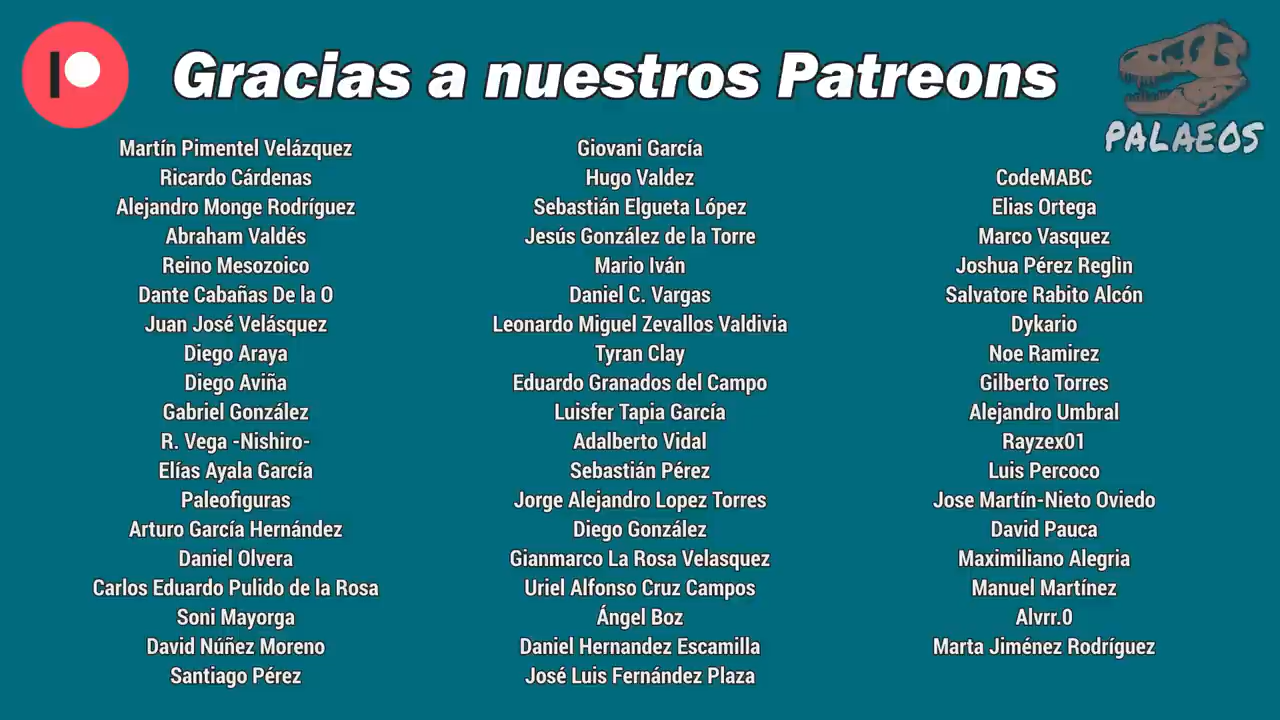 Gracias a nuestros Patreons
PALAEOS
Martín Pimentel Velázquez
Ricardo Cárdenas
Alejandro Monge Rodríguez
Abraham Valdés
Reino Mesozoico
Dante Cabañas De la O
Juan José Velásquez
Diego Araya
Diego Aviña
Gabriel González
R. Vega -Nishiro-
Elías Ayala García
Paleofiguras
Arturo García Hernández
Daniel Olvera
Carlos Eduardo Pulido de la Rosa
Soni Mayorga
David Núñez Moreno
Santiago Pérez
Giovani García
Hugo Valdez
Sebastián Elgueta López
Jesús González de la Torre
Mario Iván
Daniel C. Vargas
Leonardo Miguel Zevallos Valdivia
Tyran Clay
Eduardo Granados del Campo
Luisfer Tapia García
Adalberto Vidal
Sebastián Pérez
Jorge Alejandro Lopez Torres
Diego González
Gianmarco La Rosa Velasquez
Uriel Alfonso Cruz Campos
Ángel Boz
Daniel Hernandez Escamilla
José Luis Fernández Plaza
CodeMABC
Elias Ortega
Marco Vasquez
Joshua Pérez Reglìn
Salvatore Rabito Alcón
Dykario
Noe Ramirez
Gilberto Torres
Alejandro Umbral
Rayzex01
Luis Percoco
Jose Martín-Nieto Oviedo
David Pauca
Maximiliano Alegria
Manuel Martínez
Alvrr.0
Marta Jiménez Rodríguez